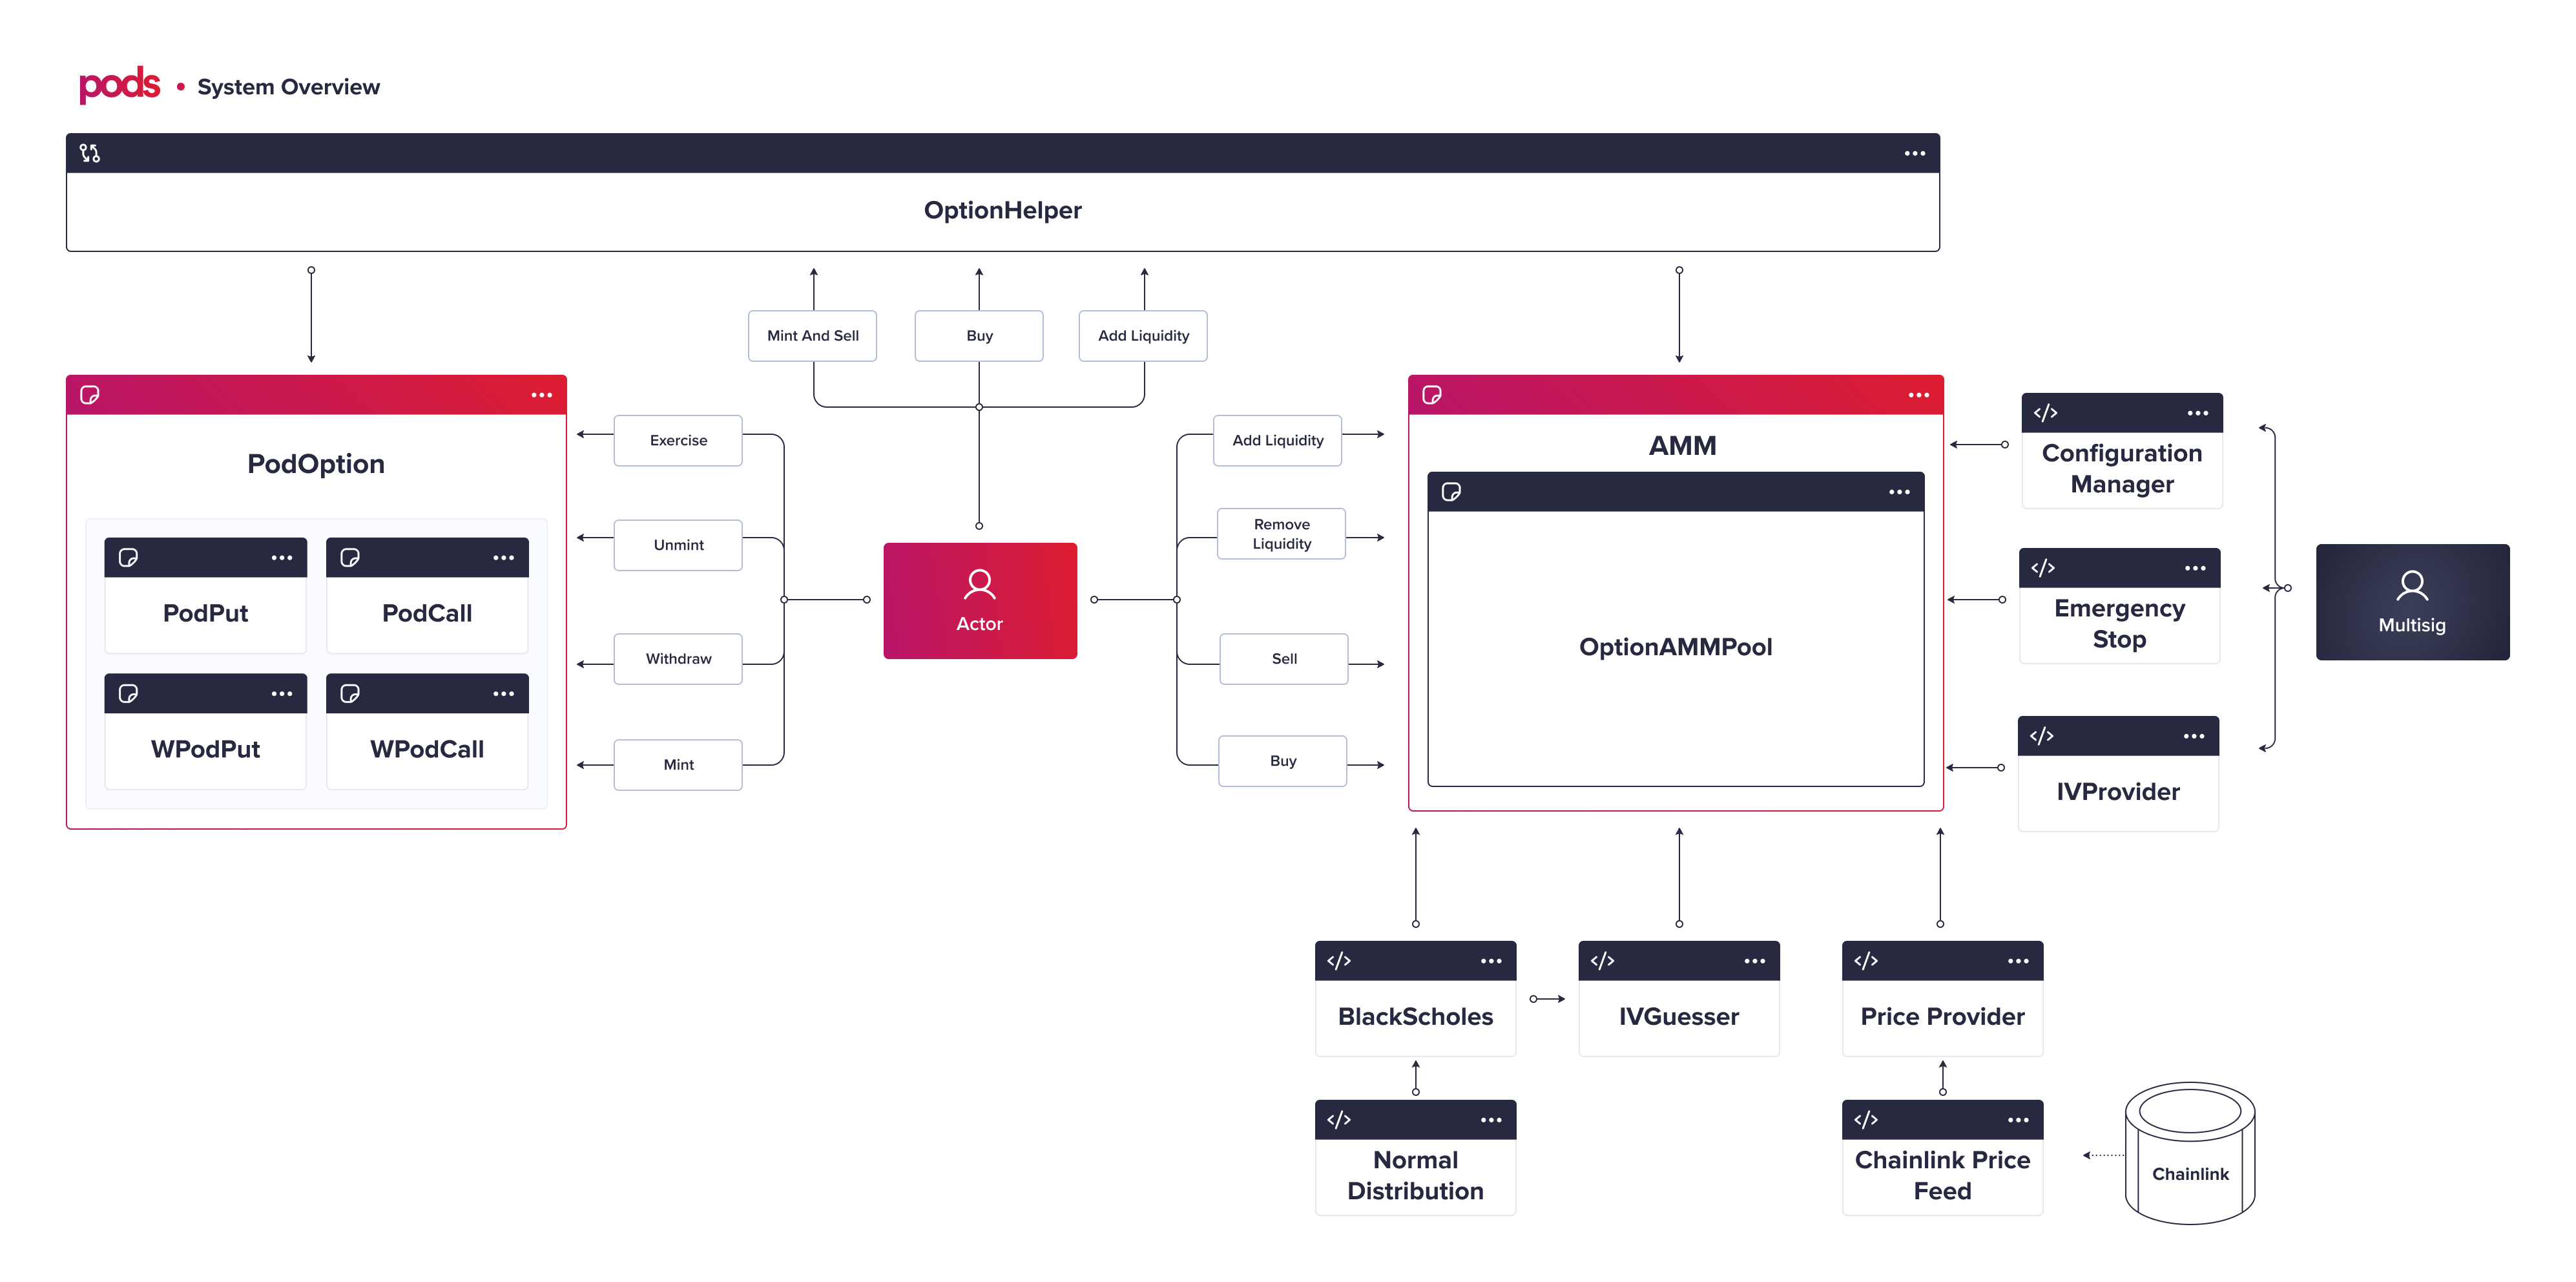 pods • System Overview
OptionHelper
Mint And Sell
Buy
Add Liquidity
PodOption
PodPut
PodCall
WPodPut
WPodCall
Exercise
Unmint
Withdraw
Mint
Actor
Add Liquidity
Remove
Liquidity
Sell
Buy
AMM
OptionAMMPool
Configuration
Manager
Emergency
Stop
IVProvider
Multisig
BlackScholes
IVGuesser
Price Provider
Normal
Distribution
Chainlink Price
Feed
Chainlink